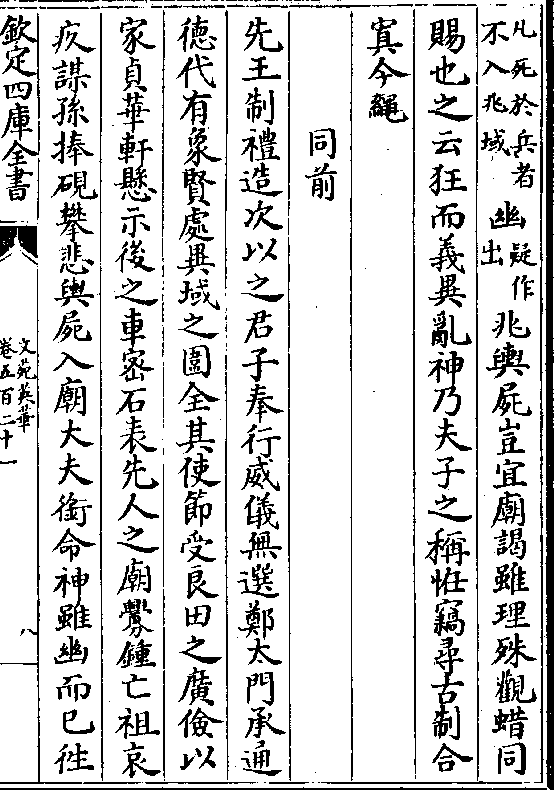 凡死於兵者
不入兆域
幽
疑作
出
兆輿屍豈宜廟謁雖理殊觀蜡同
賜也之云狂而義異亂神乃夫子之稱恠竊尋古制合
寘今繩
同前
先王制禮造次以之君子奉行威儀無選鄭太門承通
徳代有象賢處異域之圖全其使節受良田之廣儉以
家貞華軒懸示後之車宻石表先人之廟釁鍾亡祖哀
疚謀孫捧硯攀悲輿屍入廟大夫銜命神雖幽而已徃
欽定四庫全書
文苑英華
卷五百二十一
八